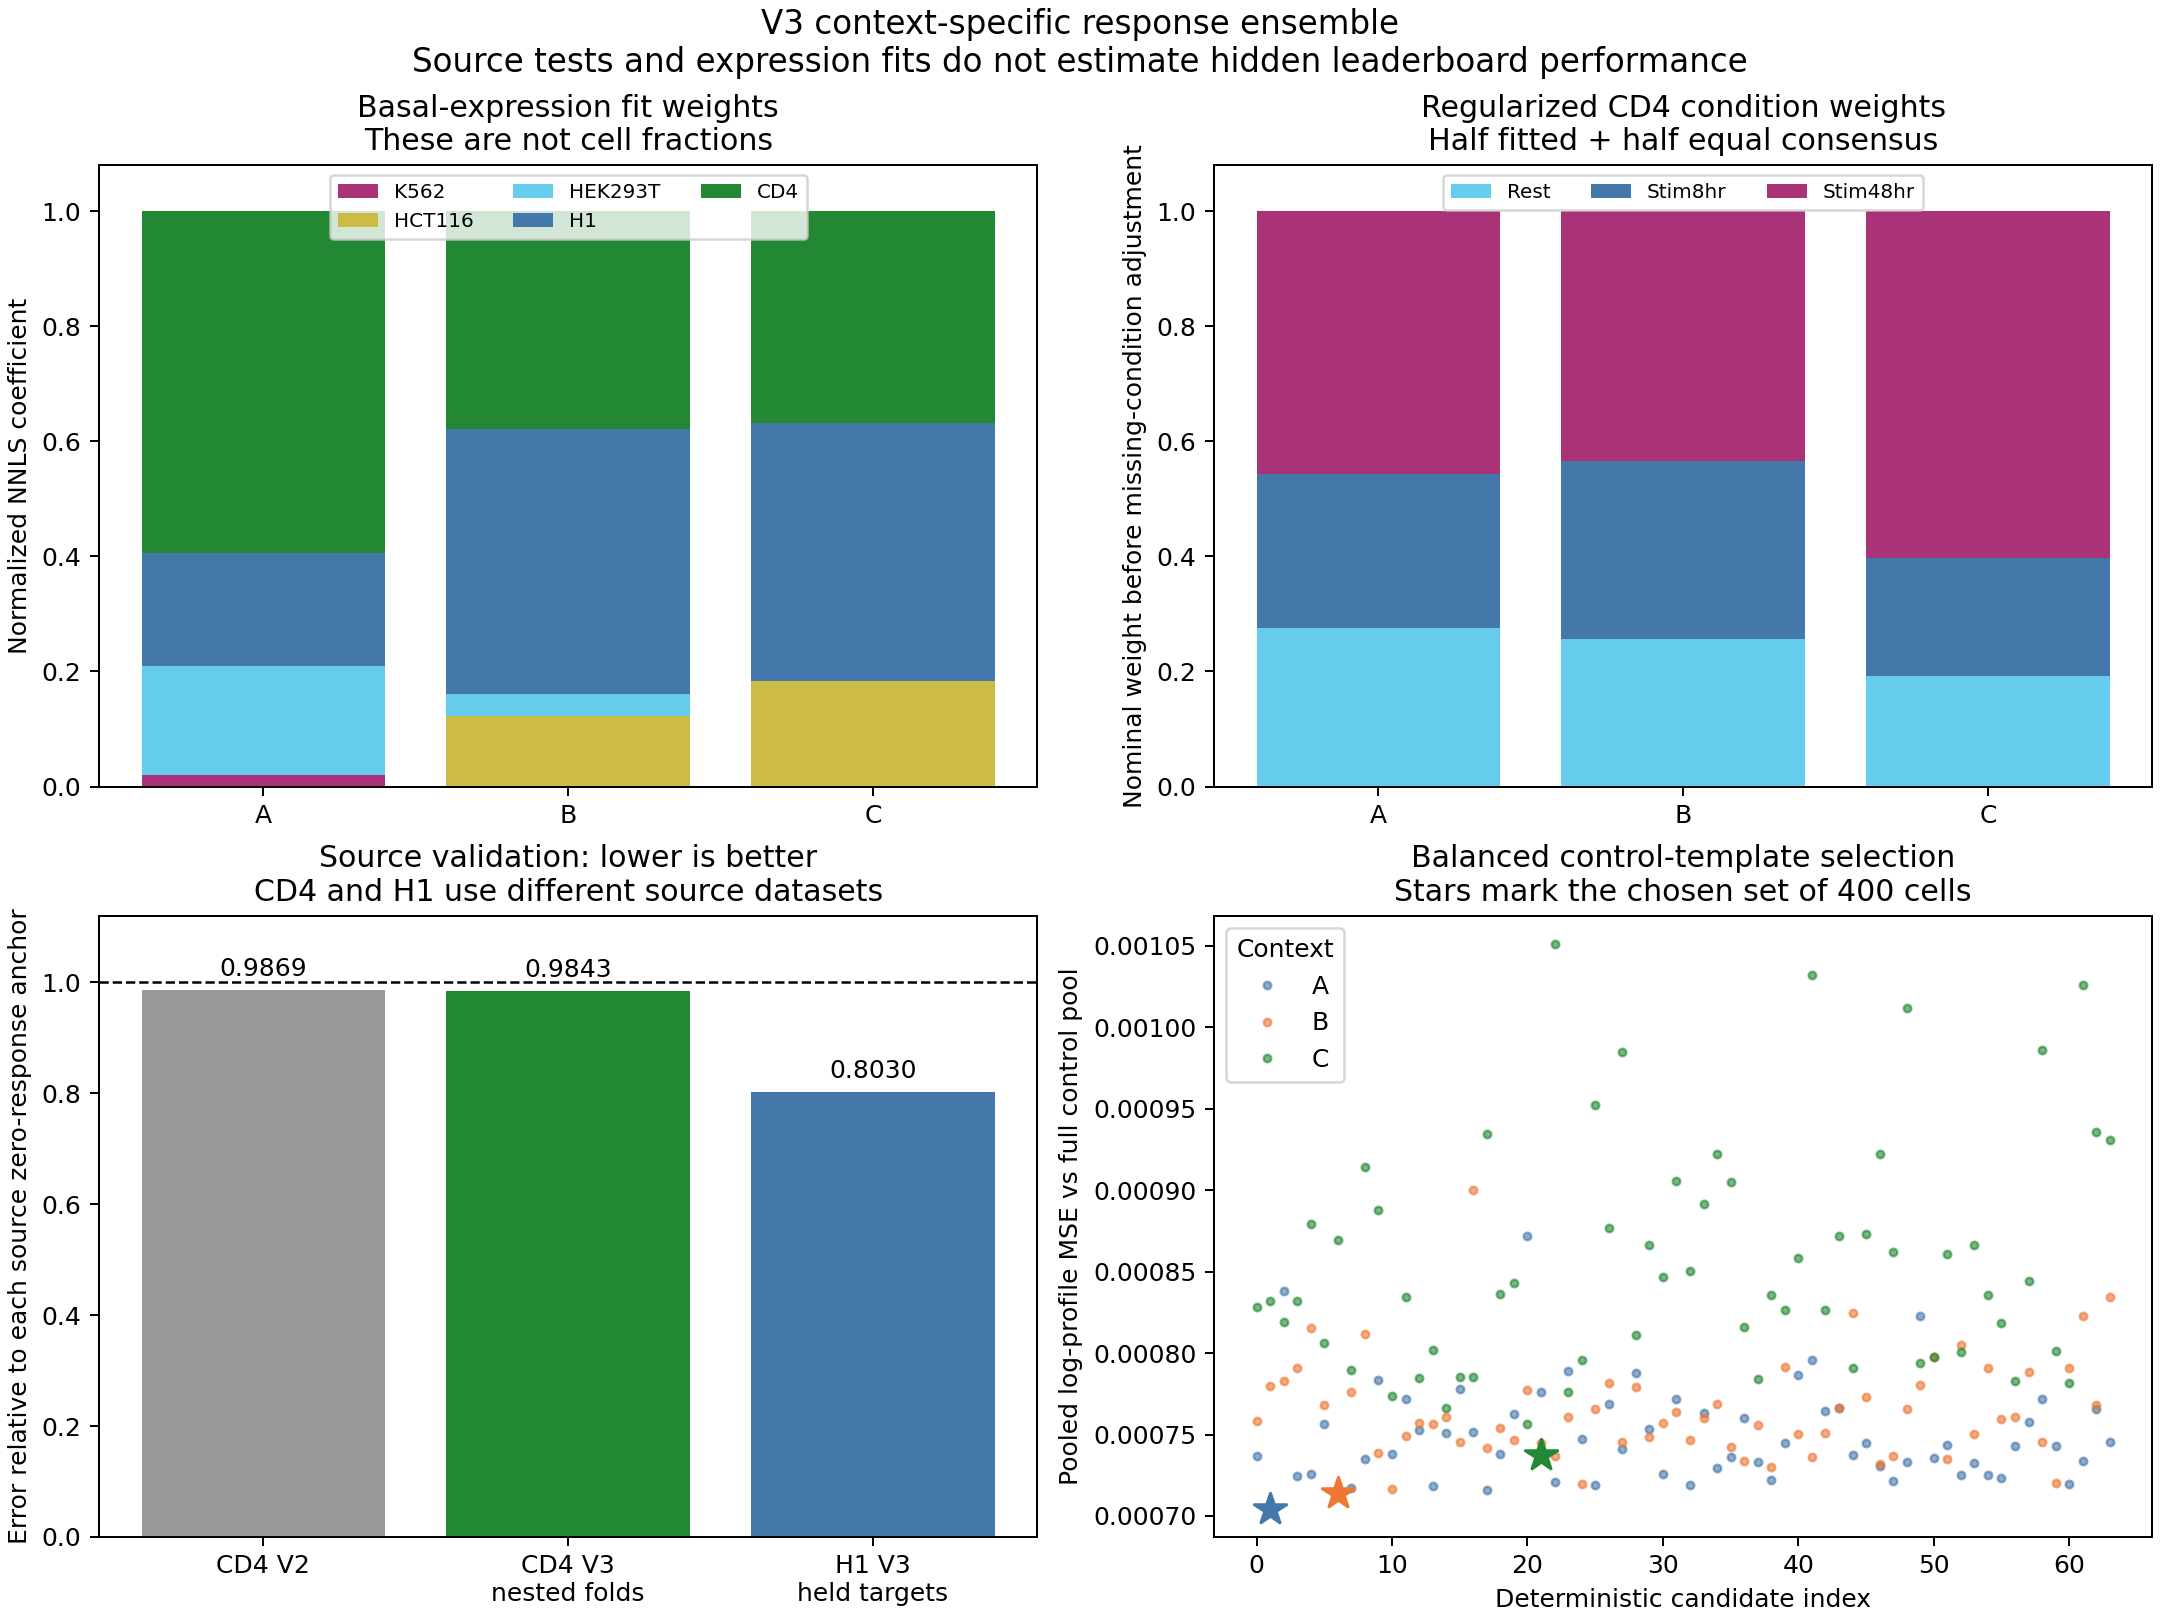 V3 context-specific response ensemble
Source tests and expression fits do not estimate hidden leaderboard performance
Basal-expression fit weights
These are not cell fractions
Normalized NNLS coefficient
K562
HCT116
HEK293T
H1
CD4
1.0
0.8
0.6
0.4
0.2
0.0
A
B
C
Regularized CD4 condition weights
Half fitted + half equal consensus
Nominal weight before missing-condition adjustment
Rest
Stim8hr
Stim48hr
1.0
0.8
0.6
0.4
0.2
0.0
A
B
C
Source validation: lower is better
CD4 and H1 use different source datasets
Error relative to each source zero-response anchor
0.9869
0.9843
0.8030
1.0
0.8
0.6
0.4
0.2
0.0
CD4 V2
CD4 V3
nested folds
H1 V3
held targets
Balanced control-template selection
Stars mark the chosen set of 400 cells
Pooled log-profile MSE vs full control pool
Context
A
B
C
0.00105
0.00100
0.00095
0.00090
0.00085
0.00080
0.00075
0.00070
0
10
20
30
40
50
60
Deterministic candidate index